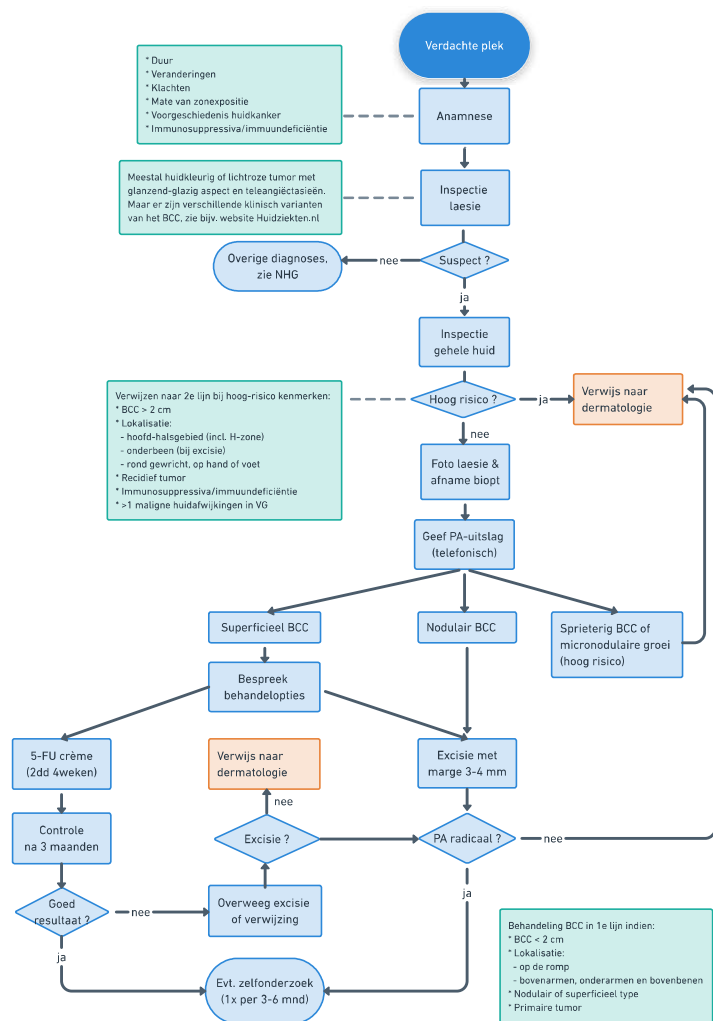 Verdachte plek
* Duur
* Veranderingen
* Klachten
* Mate van zonexpositie
* Voorgeschiedenis huidkanker
* Immunosuppressiva/immuundeficiëntie
Anamnese
Meestal huidkleurig of lichtroze tumor met
glanzend-glazig aspect en teleangiëctasieën.
Maar er zijn verschillende klinisch varianten
van het BCC, zie bijv. website Huidziekten.nl
Inspectie
laesie
Overige diagnoses,
zie NHG
nee
Suspect ?
ja
Inspectie
gehele huid
Verwijzen naar 2e lijn bij hoog-risico kenmerken:
* BCC > 2 cm
* Lokalisatie:
- hoofd-halsgebied (incl. H-zone)
- onderbeen (bij excisie)
- rond gewricht, op hand of voet
* Recidief tumor
* Immunosuppressiva/immuundeficiëntie
* >1 maligne huidafwijkingen in VG
Hoog risico ?
ja
Verwijs naar
dermatologie
nee
Foto laesie &
afname biopt
Geef PA-uitslag
(telefonisch)
Superficieel BCC
Nodulair BCC
Sprieterig BCC of
micronodulaire groei
(hoog risico)
Bespreek
behandelopties
5-FU crème
(2dd 4weken)
Verwijs naar
dermatologie
Excisie met
marge 3-4 mm
nee
Controle
na 3 maanden
Excisie ?
PA radicaal ?
nee
Goed
resultaat ?
nee
Overweeg excisie
of verwijzing
ja
ja
Evt. zelfonderzoek
(1x per 3-6 mnd)
Behandeling BCC in 1e lijn indien:
* BCC < 2 cm
* Lokalisatie:
- op de romp
- bovenarmen, onderarmen en bovenbenen
* Nodulair of superficieel type
* Primaire tumor